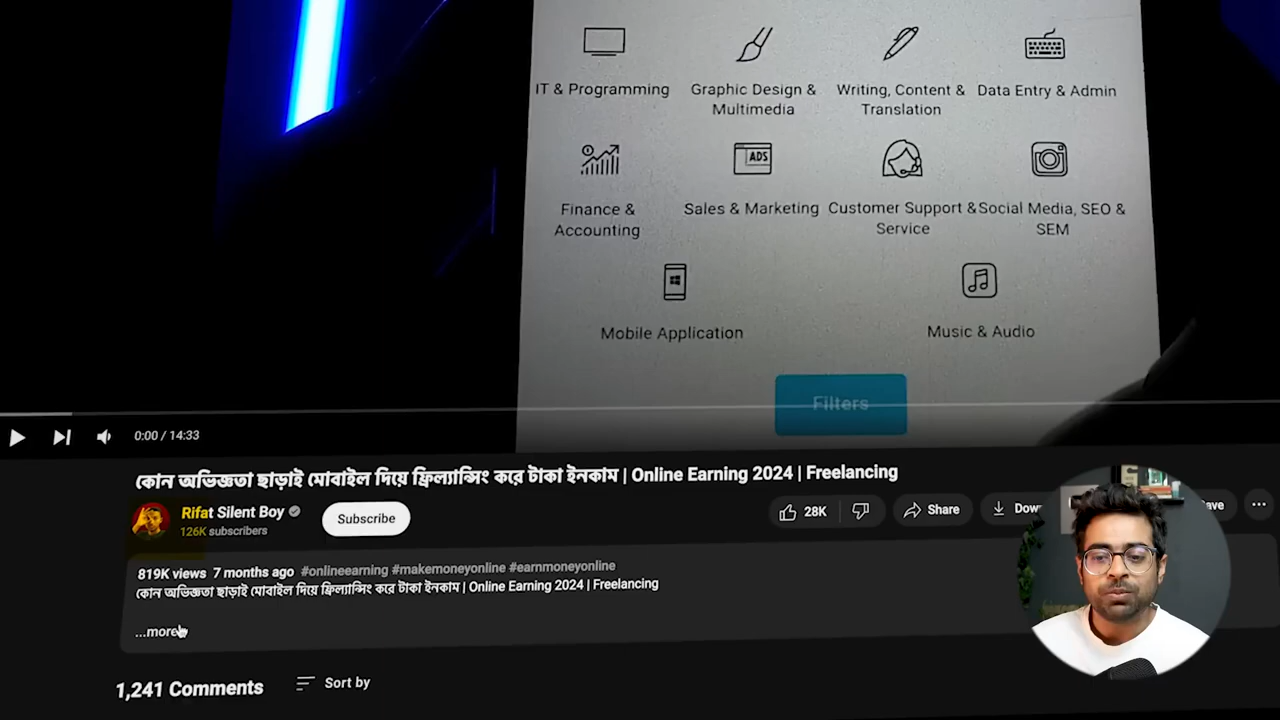 IT & Programming
Graphic Design &
Multimedia
Writing, Content &
Translation
Data Entry & Admin
ADS
Finance &
Accounting
Sales & Marketing
Customer Support &
Service
Social Media, SEO &
SEM
Mobile Application
Music & Audio
Filters
0:00 / 14:33
কোন অভিজ্ঞতা ছাড়াই মোবাইল দিয়ে ফ্রিল্যান্সিং করে টাকা ইনকাম | Online Earning 2024 | Freelancing
Rifat Silent Boy
126K subscribers
Subscribe
28K
Share
819K views 7 months ago #onlineearning #makemoneyonline #earnmoneyonline
কোন অভিজ্ঞতা ছাড়াই মোবাইল দিয়ে ফ্রিল্যান্সিং করে টাকা ইনকাম | Online Earning 2024 | Freelancing
...more
1,241 Comments
Sort by